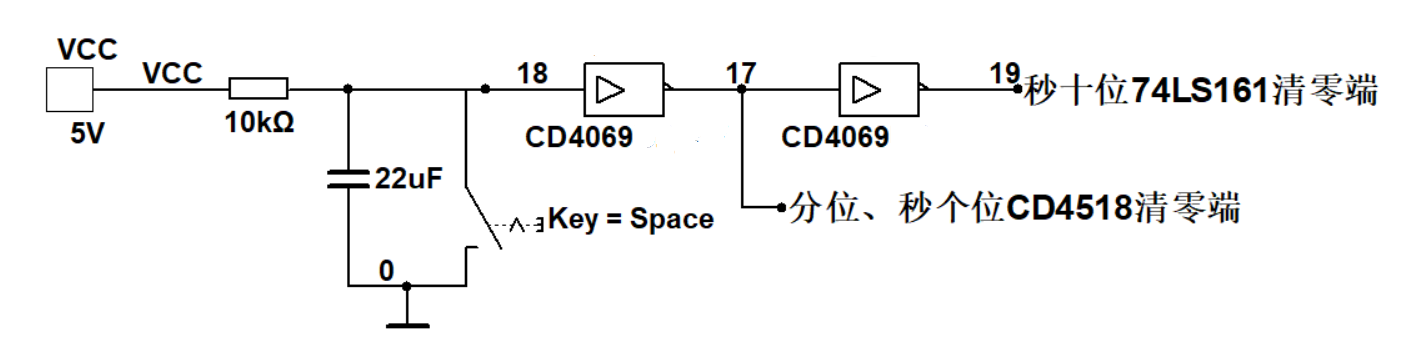 VCC
VCC
5V
10kΩ
22uF
0
Key = Space
18
CD4069
17
CD4069
19
秒十位74LS161清零端
分位、秒个位CD4518清零端